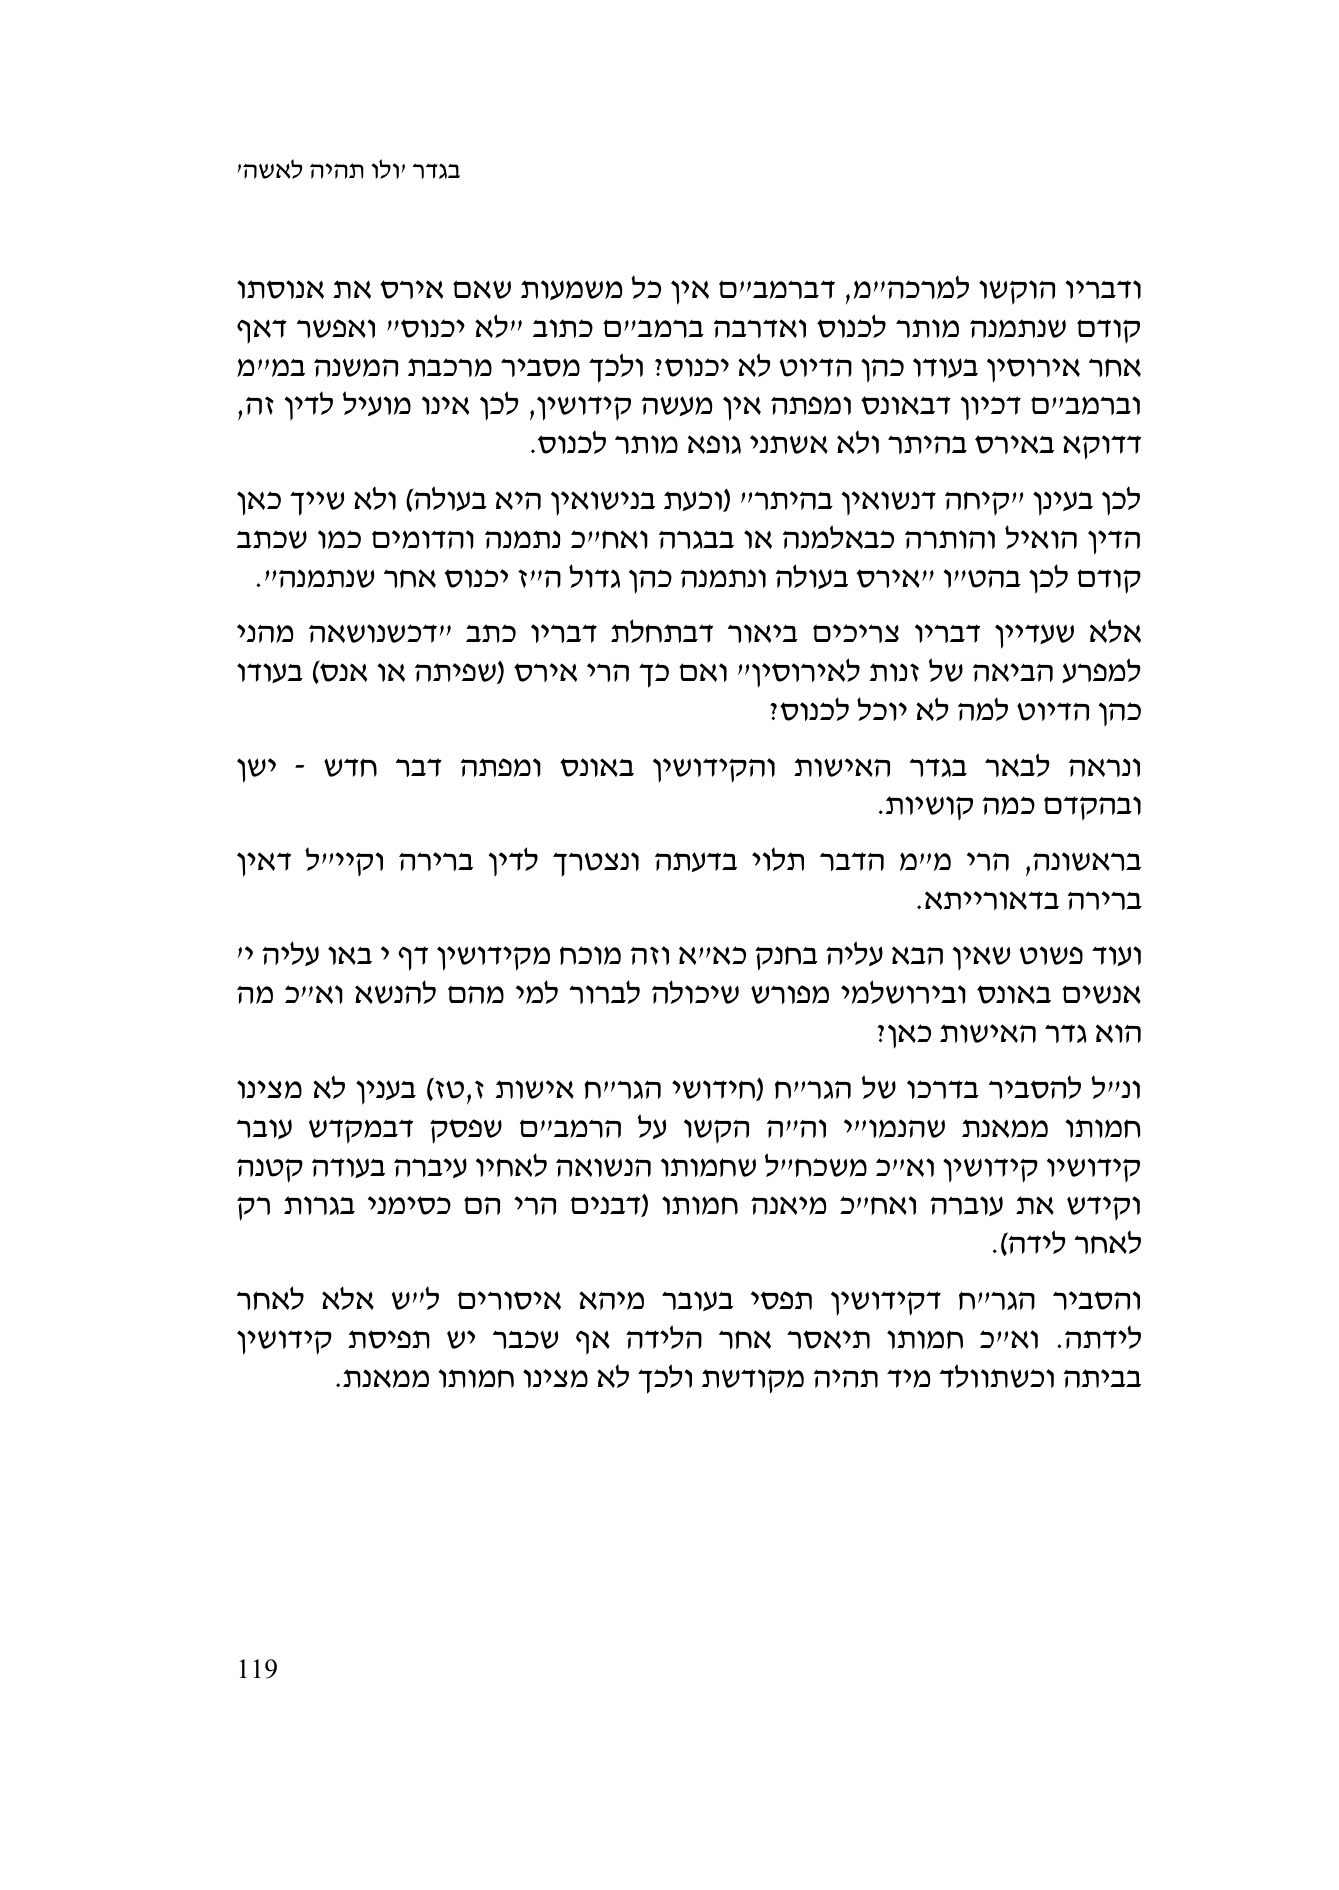 בגדר 'ולו תהיה לאשה'
ודבריו הוקשו למרכה"מ, דברמב"ם אין כל משמעות שאם אירס את אנוסתו
קודם שנתמנה מותר לכנוס ואדרבה ברמב"ם כתוב "לא יכנוס" ואפשר דאף
אחר אירוסין בעודו כהן הדיוט לא יכנוס? ולכך מסביר מרכבת המשנה במ"מ
וברמב"ם דכיון דבאונס ומפתה אין מעשה קידושין, לכן אינו מועיל לדין זה,
דדוקא באירס בהיתר ולא אשתני גופא מותר לכנוס.
לכן בעינן "קיחה דנשואין בהיתר" (וכעת בנישואין היא בעולה) ולא שייך כאן
הדין הואיל והותרה כבאלמנה או בבגרה ואח"כ נתמנה והדומים כמו שכתב
קודם לכן בהט"ו "אירס בעולה ונתמנה כהן גדול ה"ז יכנוס אחר שנתמנה".
אלא שעדיין דבריו צריכים ביאור דבתחלת דבריו כתב "דכשנושאה מהני
למפרע הביאה של זנות לאירוסין" ואם כך הרי אירס (שפיתה או אנס) בעודו
כהן הדיוט למה לא יוכל לכנוס?
ונראה לבאר בגדר האישות והקידושין באונס ומפתה דבר חדש - ישן
ובהקדם כמה קושיות.
בראשונה, הרי מ"מ הדבר תלוי בדעתה ונצטרך לדין ברירה וקיי"ל דאין
ברירה בדאורייתא.
ועוד פשוט שאין הבא עליה בחנק כא"א וזה מוכח מקידושין דף י באו עליה י'
אנשים באונס ובירושלמי מפורש שיכולה לברור למי מהם להנשא וא"כ מה
הוא גדר האישות כאן?
ונ"ל להסביר בדרכו של הגר"ח (חידושי הגר"ח אישות ז,טז) בענין לא מצינו
חמותו ממאנת שהנמו"י וה"ה הקשו על הרמב"ם שפסק דבמקדש עובר
קידושיו קידושין וא"כ משכח"ל שחמותו הנשואה לאחיו עיברה בעודה קטנה
וקידש את עוברה ואח"כ מיאנה חמותו (דבנים הרי הם כסימני בגרות רק
לאחר לידה).
והסביר הגר"ח דקידושין תפסי בעובר מיהא איסורים ל"ש אלא לאחר
לידתה. וא"כ חמותו תיאסר אחר הלידה אף שכבר יש תפיסת קידושין
בביתה וכשתוולד מיד תהיה מקודשת ולכך לא מצינו חמותו ממאנת.
119